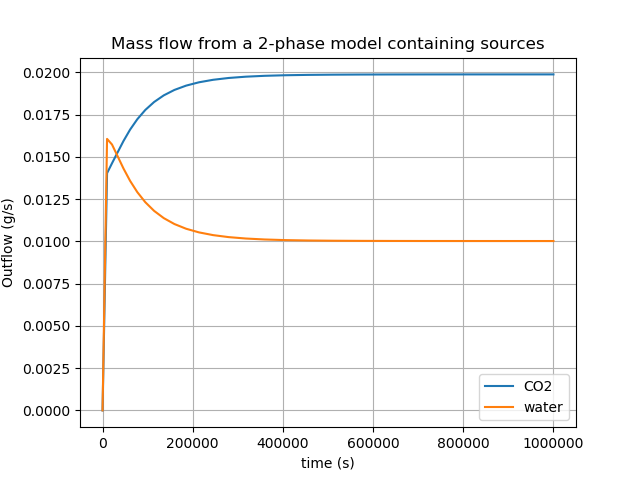 Mass flow from a 2-phase model containing sources
Outflow (g/s)
0.0200
0.0175
0.0150
0.0125
0.0100
0.0075
0.0050
0.0025
0.0000
CO2
water
0 200000 400000 600000 800000 1000000
time (s)